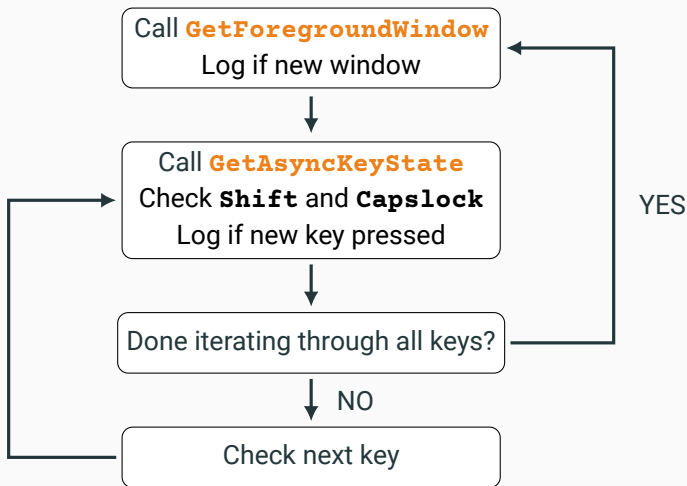 Call GetForegroundWindow
Log if new window
Call GetAsyncKeyState
Check Shift and Capslock
Log if new key pressed
YES
Done iterating through all keys?
NO
Check next key